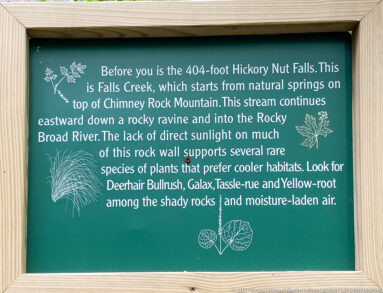 Before you is the 404-foot Hickory Nut Falls. This
is Falls Creek, which starts from natural springs on
top of Chimney Rock Mountain. This stream continues
eastward down a rocky ravine and into the Rocky
Broad River. The lack of direct sunlight on much
of this rock wall supports several rare
species of plants that prefer cooler habitats. Look for
Deerhair Bullrush, Galax, Tassle-rue and Yellow-root
among the shady rocks and moisture-laden air.